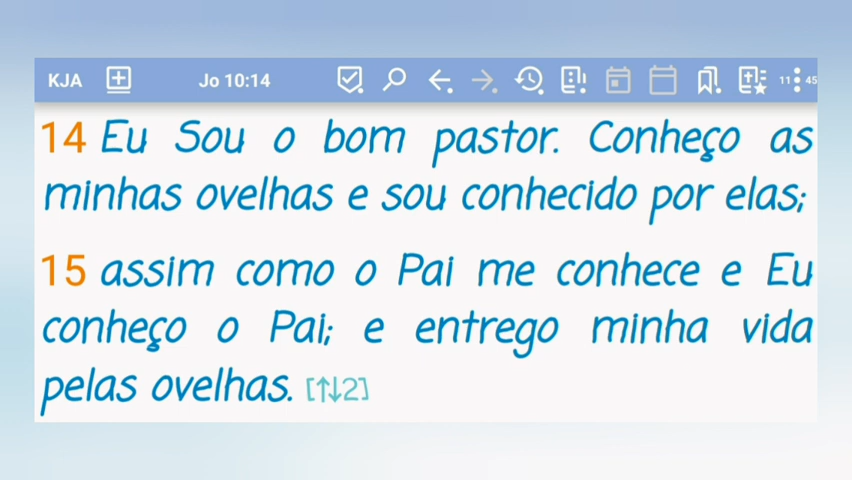 KJA Jo 10:14 11 45
14 Eu Sou o bom pastor. Conheço as
minhas ovelhas e sou conhecido por elas;
15 assim como o Pai me conhece e Eu
conheço o Pai; e entrego minha vida
pelas ovelhas. [↑↓2]